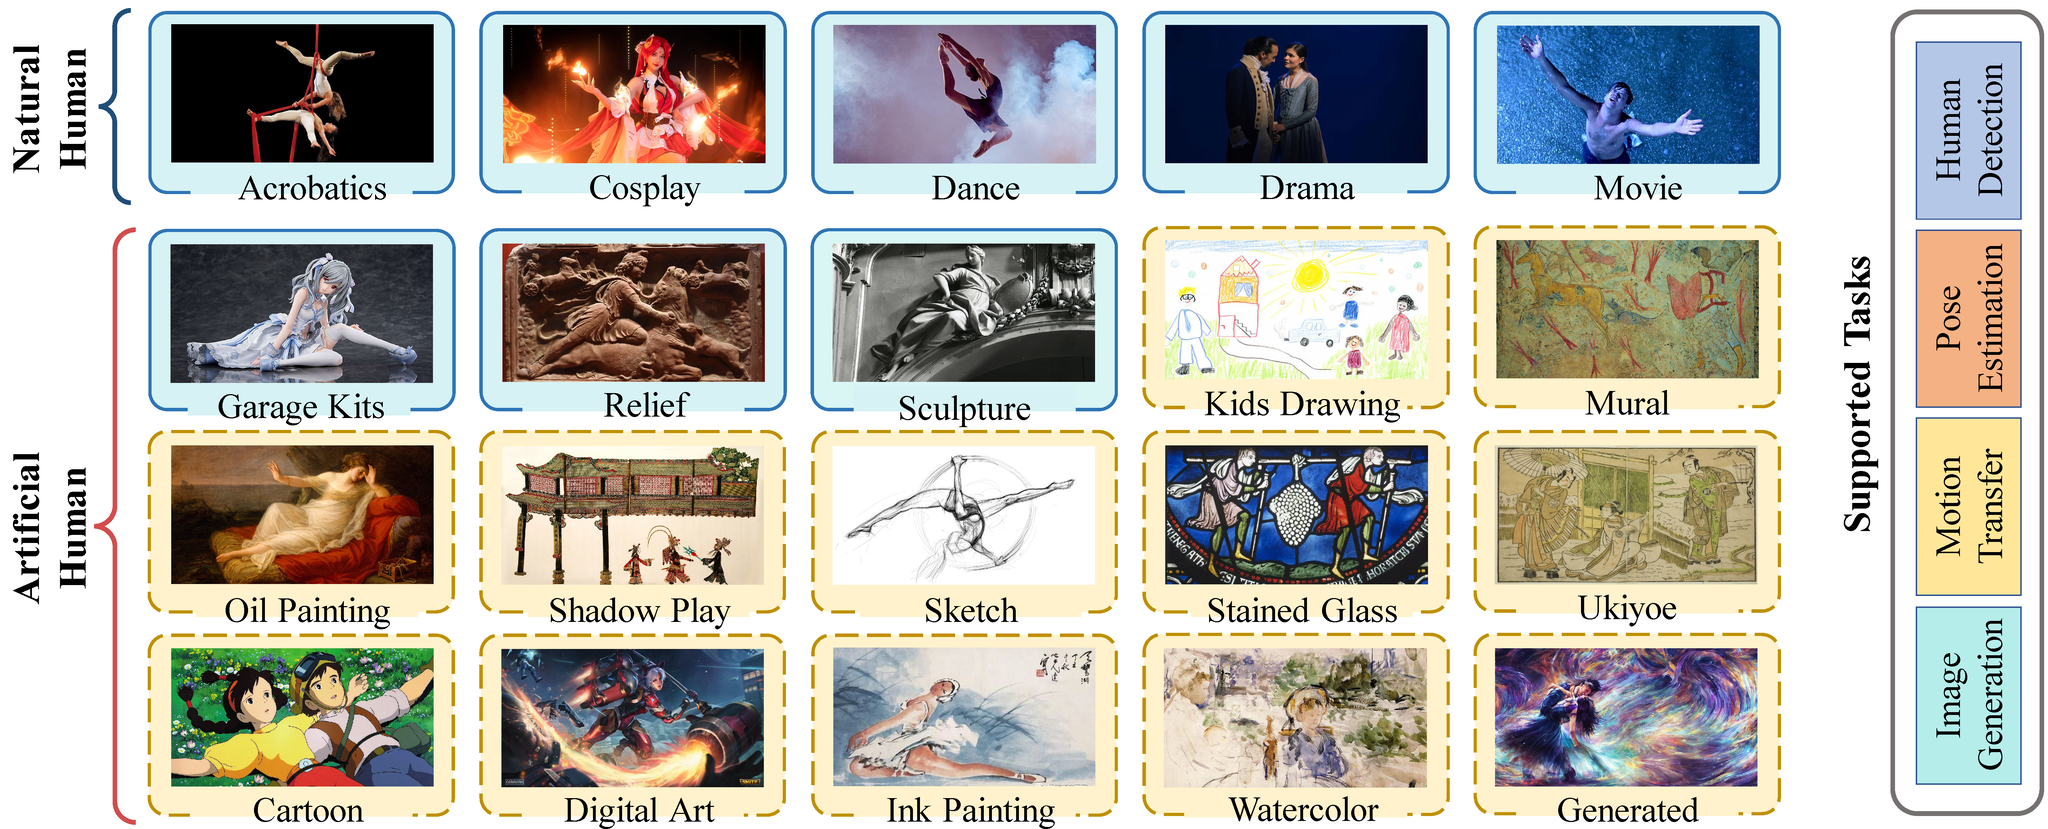 Natural
Human
Acrobatics
Cosplay
Dance
Drama
Movie
Artificial
Human
Garage Kits
Relief
Sculpture
Kids Drawing
Mural
Oil Painting
Shadow Play
Sketch
Stained Glass
Ukiyoe
Cartoon
Digital Art
Ink Painting
Watercolor
Generated
Supported Tasks
Human
Detection
Pose
Estimation
Motion
Transfer
Image
Generation